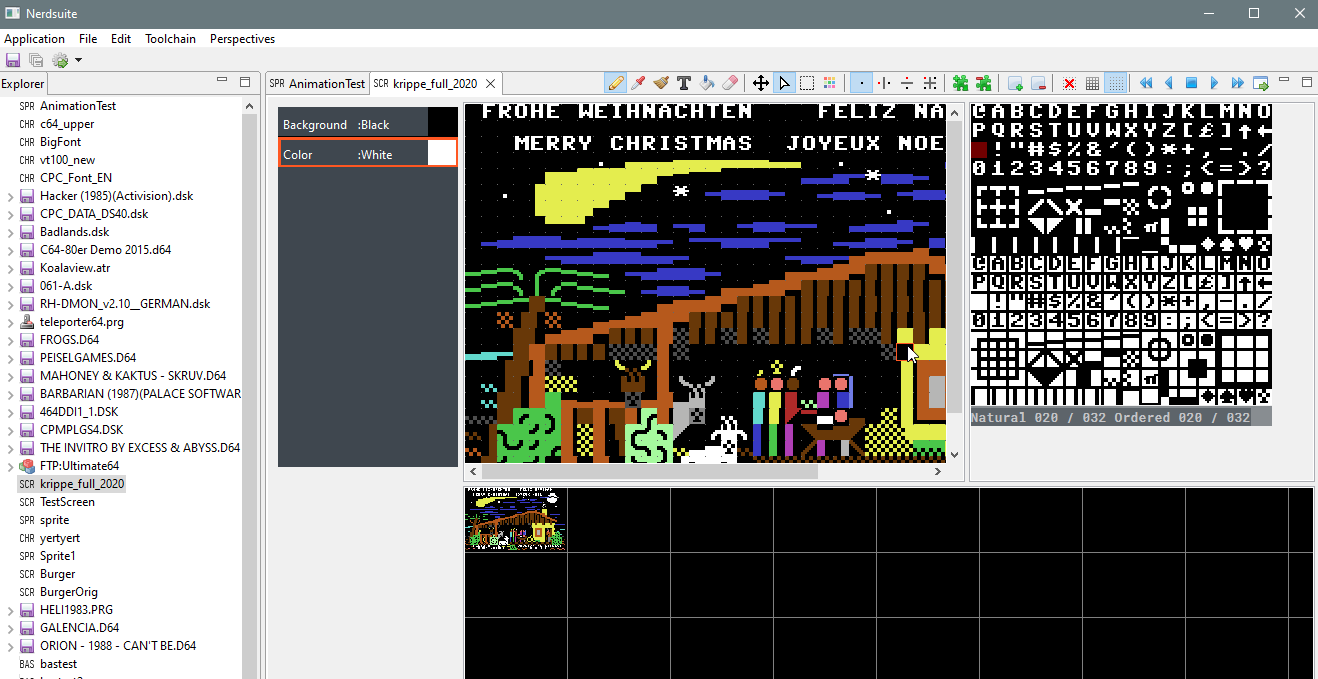 Nerdsuite
Application File Edit Toolchain Perspectives
Explorer
SPR AnimationTest
SCR krippe_full_2020
SPR AnimationTest
CHR c64_upper
CHR BigFont
CHR vt100_new
CHR CPC_Font_EN
Hacker (1985)(Activision).dsk
CPC_DATA_DS40.dsk
Badlands.dsk
C64-80er Demo 2015.d64
Koalaview.atr
061-A.dsk
RH-DMON_v2.10__GERMAN.dsk
teleporter64.prg
FROGS.D64
PEISELGAMES.D64
MAHONEY & KAKTUS - SKRUV.D64
BARBARIAN (1987)(PALACE SOFTWAR
464DDI1_1.DSK
CPMPLGS4.DSK
THE INVITRO BY EXCESS & ABYSS.D64
FTP:Ultimate64
SCR krippe_full_2020
SCR TestScreen
SPR sprite
CHR yertyert
SPR Sprite1
SCR Burger
SCR BurgerOrig
HELI1983.PRG
GALENCIA.D64
ORION - 1988 - CAN'T BE.D64
BAS bastest
Background :Black
Color :White
FROHE WEIHNACHTEN FELIZ NA
MERRY CHRISTMAS JOYEUX NOE
@ABCDEFGHIJKLMNO
PQRSTUVWXYZ[£]↑←
!"#$%&'()*+,-./
0123456789:;<=>?
@ABCDEFGHIJKLMNO
PQRSTUVWXYZ[£]↑←
!"#$%&'()*+,-./
0123456789:;<=>?
Natural 020 / 032 Ordered 020 / 032